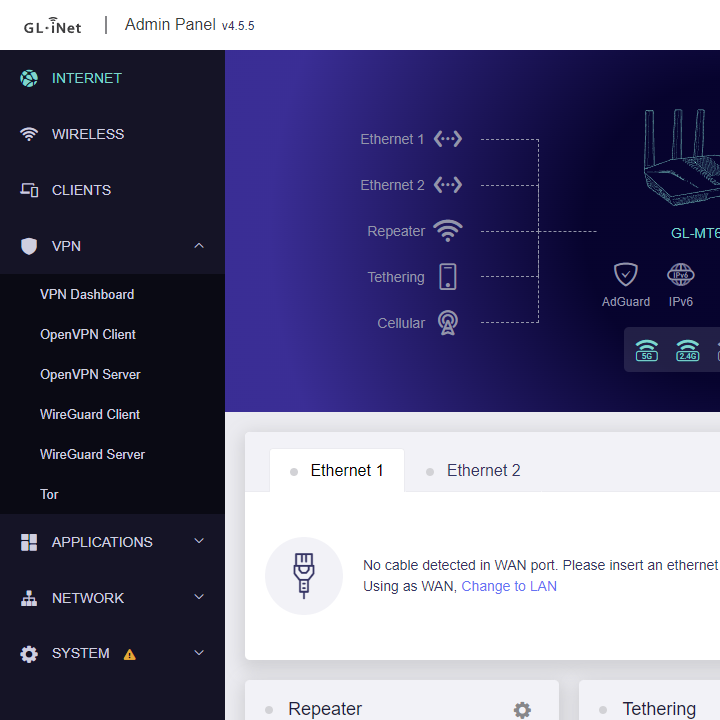 GL·iNet | Admin Panel v4.5.5
INTERNET
WIRELESS
CLIENTS
VPN
VPN Dashboard
OpenVPN Client
OpenVPN Server
WireGuard Client
WireGuard Server
Tor
APPLICATIONS
NETWORK
SYSTEM
Ethernet 1
Ethernet 2
Repeater
Tethering
Cellular
GL-MT6
AdGuard
IPv6
IPv6
5G
2.4G
Ethernet 1
Ethernet 2
No cable detected in WAN port. Please insert an ethernet
Using as WAN, Change to LAN
Repeater
Tethering